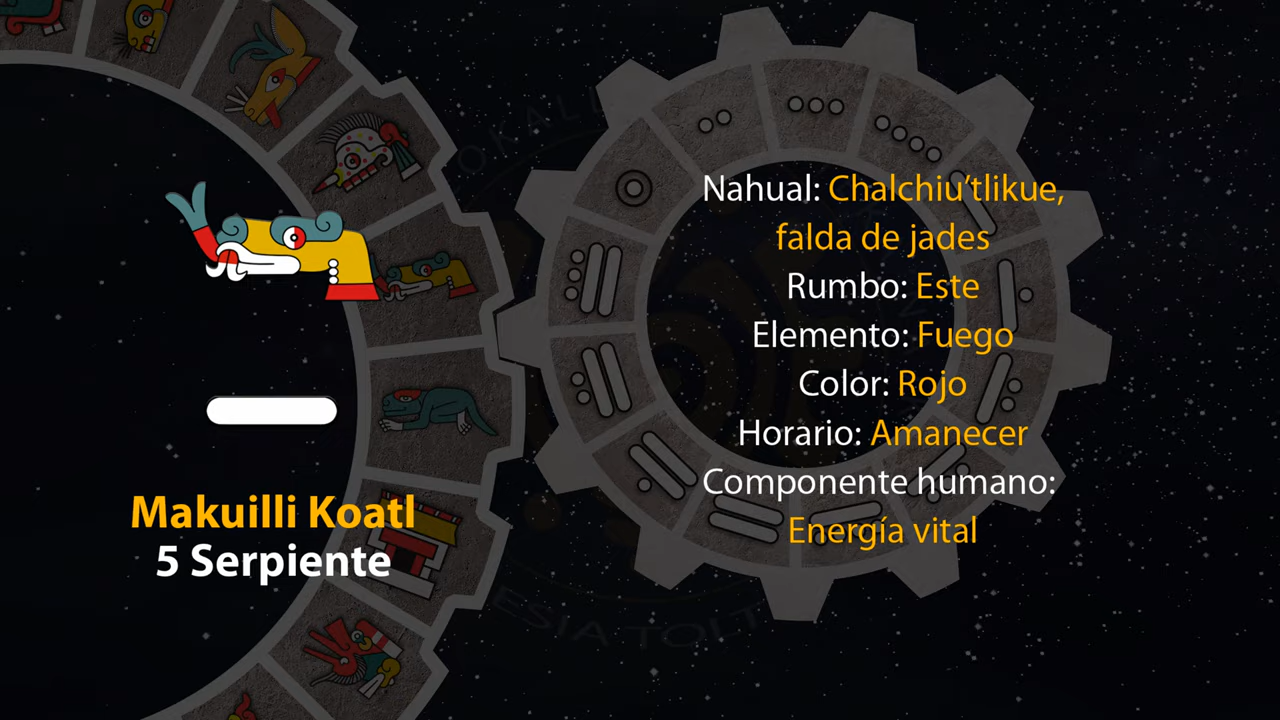 Nahual: Chalchiu’tlikue,
falda de jades
Rumbo: Este
Elemento: Fuego
Color: Rojo
Horario: Amanecer
Componente humano:
Energía vital
Makuilli Koatl
5 Serpiente